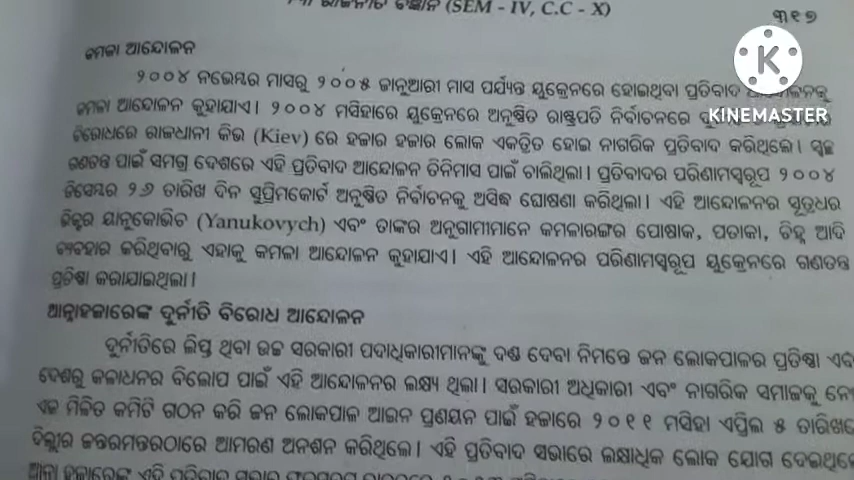 ବିଜ୍ଞାନ (SEM - IV, C.C - X)
୩୧୭
KINEMASTER
କମଳା ଆନ୍ଦୋଳନ
୨୦୦୪ ନଭେମ୍ବର ମାସରୁ ୨୦୦୫ ଜାନୁଆରୀ ମାସ ପର୍ଯ୍ୟନ୍ତ ୟୁକ୍ରେନରେ ହୋଇଥିବା ପ୍ରତିବାଦ
କମଳା ଆନ୍ଦୋଳନ କୁହାଯାଏ। ୨୦୦୪ ମସିହାରେ ୟୁକ୍ରେନରେ ଅନୁଷ୍ଠିତ ରାଷ୍ଟ୍ରପତି ନିର୍ବାଚନରେ
ବିରୋଧରେ ରାଜଧାନୀ କିଭ (Kiev) ରେ ହଜାର ହଜାର ଲୋକ ଏକତ୍ରିତ ହୋଇ ନାଗରିକ ପ୍ରତିବାଦ କରିଥିଲେ। ସ୍ୱଚ୍ଛ
ଗଣତନ୍ତ୍ର ପାଇଁ ସମଗ୍ର ଦେଶରେ ଏହି ପ୍ରତିବାଦ ଆନ୍ଦୋଳନ ତିନିମାସ ପାଇଁ ଚାଲିଥିଲା। ପ୍ରତିବାଦର ପରିଣାମସ୍ୱରୂପ ୨୦୦୪
ଡିସେମ୍ବର ୨୬ ତାରିଖ ଦିନ ସୁପ୍ରିମକୋର୍ଟ ଅନୁଷ୍ଠିତ ନିର୍ବାଚନକୁ ଅସିଦ୍ଧ ଘୋଷଣା କରିଥିଲା। ଏହି ଆନ୍ଦୋଳନର ସୂତ୍ରଧର
ଭିକ୍ଟର ୟାନୁକୋଭିଚ (Yanukovych) ଏବଂ ତାଙ୍କର ଅନୁଗାମୀମାନେ କମଳାରଙ୍ଗର ପୋଷାକ, ପତାକା, ଚିହ୍ନ ଆଦି
ବ୍ୟବହାର କରିଥିବାରୁ ଏହାକୁ କମଳା ଆନ୍ଦୋଳନ କୁହାଯାଏ। ଏହି ଆନ୍ଦୋଳନର ପରିଣାମସ୍ୱରୂପ ୟୁକ୍ରେନରେ ଗଣତନ୍ତ୍ର
ପ୍ରତିଷ୍ଠା କରାଯାଇଥିଲା।
ଆନ୍ନାହଜାରେଙ୍କ ଦୁର୍ନୀତି ବିରୋଧ ଆନ୍ଦୋଳନ
ଦୁର୍ନୀତିରେ ଲିପ୍ତ ଥିବା ଉଚ୍ଚ ସରକାରୀ ପଦାଧିକାରୀମାନଙ୍କୁ ଦଣ୍ଡ ଦେବା ନିମନ୍ତେ ଜନ ଲୋକପାଳର ପ୍ରତିଷ୍ଠା ଏବଂ
ଦେଶରୁ କଳାଧନର ବିଲୋପ ପାଇଁ ଏହି ଆନ୍ଦୋଳନର ଲକ୍ଷ୍ୟ ଥିଲା। ସରକାରୀ ଅଧିକାରୀ ଏବଂ ନାଗରିକ ସମାଜକୁ
ଏକ ମିଳିତ କମିଟି ଗଠନ କରି ଜନ ଲୋକପାଳ ଆଇନ ପ୍ରଣୟନ ପାଇଁ ହଜାରେ ୨୦୧୧ ମସିହା ଏପ୍ରିଲ ୫ ତାରିଖରେ
ଦିଲ୍ଲୀର ଜନ୍ତରମନ୍ତରଠାରେ ଆମରଣ ଅନଶନ କରିଥିଲେ। ଏହି ପ୍ରତିବାଦ ସଭାରେ ଲକ୍ଷାଧିକ ଲୋକ ଯୋଗ ଦେଇଥିଲେ